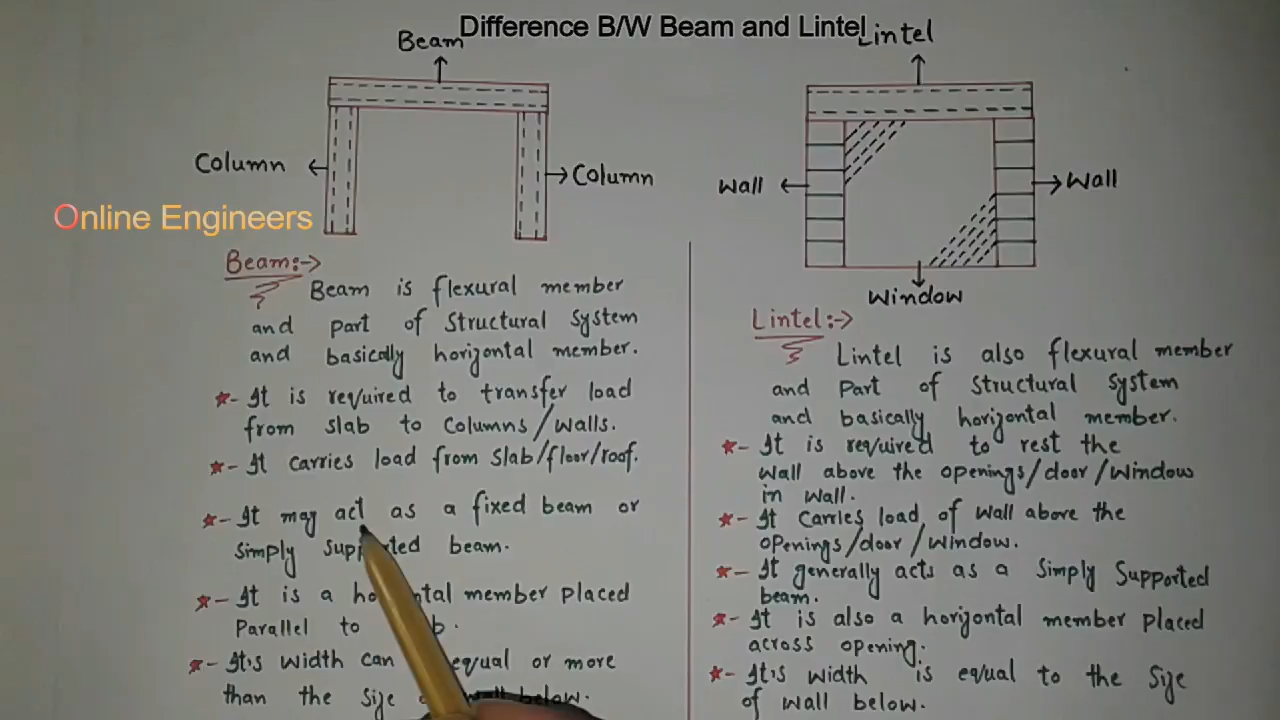 Difference B/W Beam and Lintel
Beam
Column
Column
Online Engineers
Beam:→
Beam is flexural member
and part of Structural System
and basically horizontal member.
It is required to transfer load
from slab to Columns/walls.
It carries load from slab/floor/roof.
It may act as a fixed beam or
simply supported beam.
It is a member placed
Parallel to
It's width can equal or more
than the size wall below.
Lintel
Wall
Wall
Window
Lintel:→
Lintel is also flexural member
and part of structural system
and basically horizontal member.
It is required to rest the
wall above the openings/door/window
in wall.
It Carries load of wall above the
openings/door/window.
It generally acts as a Simply Supported
beam.
It is also a horizontal member placed
across opening.
It's width is equal to the size
of wall below.